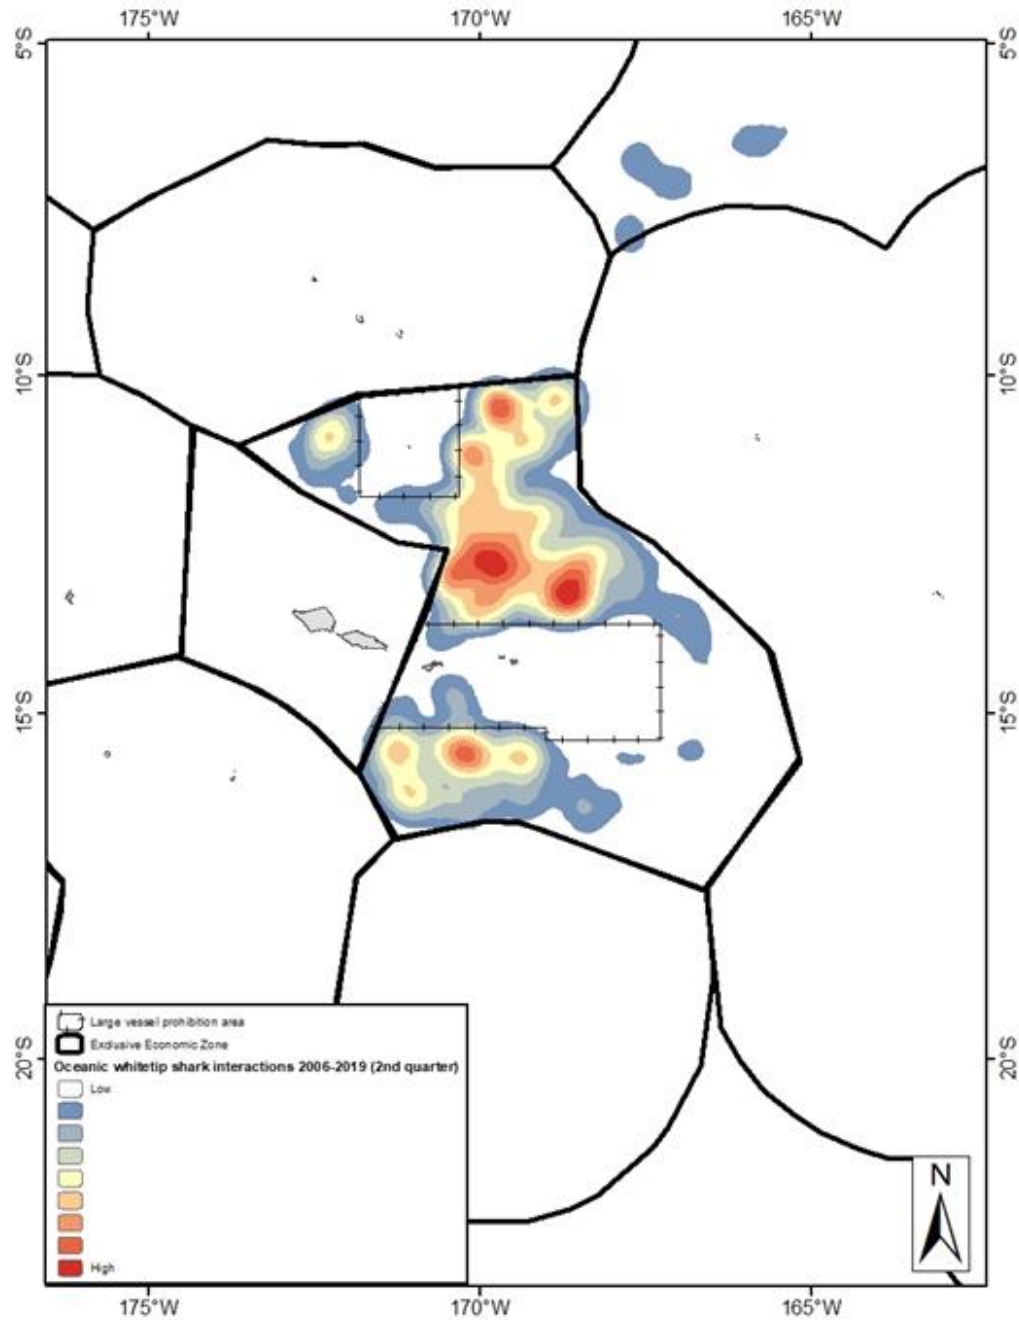 175°W 170°W 165°W
5°S 5°S
10°S 10°S
15°S 15°S
20°S 20°S
Large vessel prohibition area
Exclusive Economic Zone
Oceanic whitetip shark interactions 2006-2019 (2nd quarter)
Low
High
N
175°W 170°W 165°W